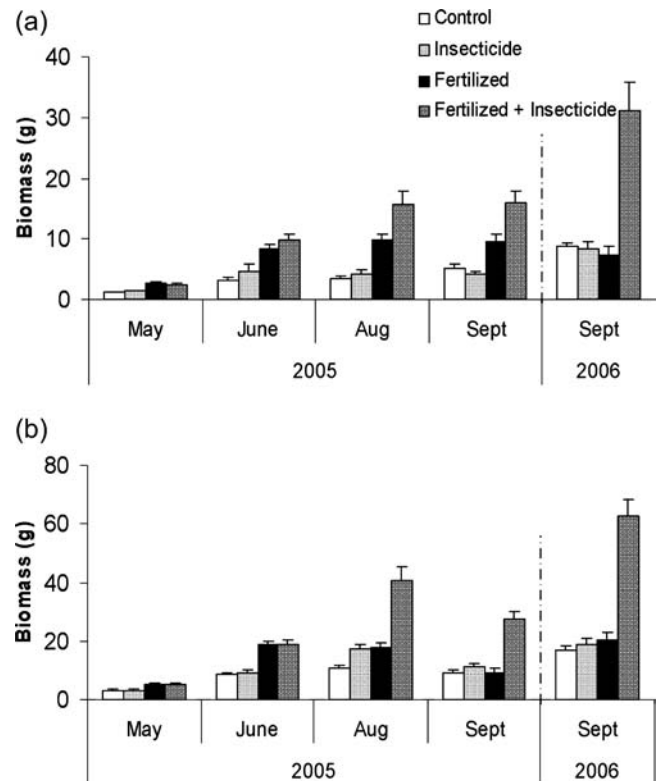 (a)
Control
Insecticide
Fertilized
Fertilized + Insecticide
40
30
20
10
0
Biomass (g)
May June Aug Sept Sept
2005 2006
(b)
80
60
40
20
0
Biomass (g)
May June Aug Sept Sept
2005 2006